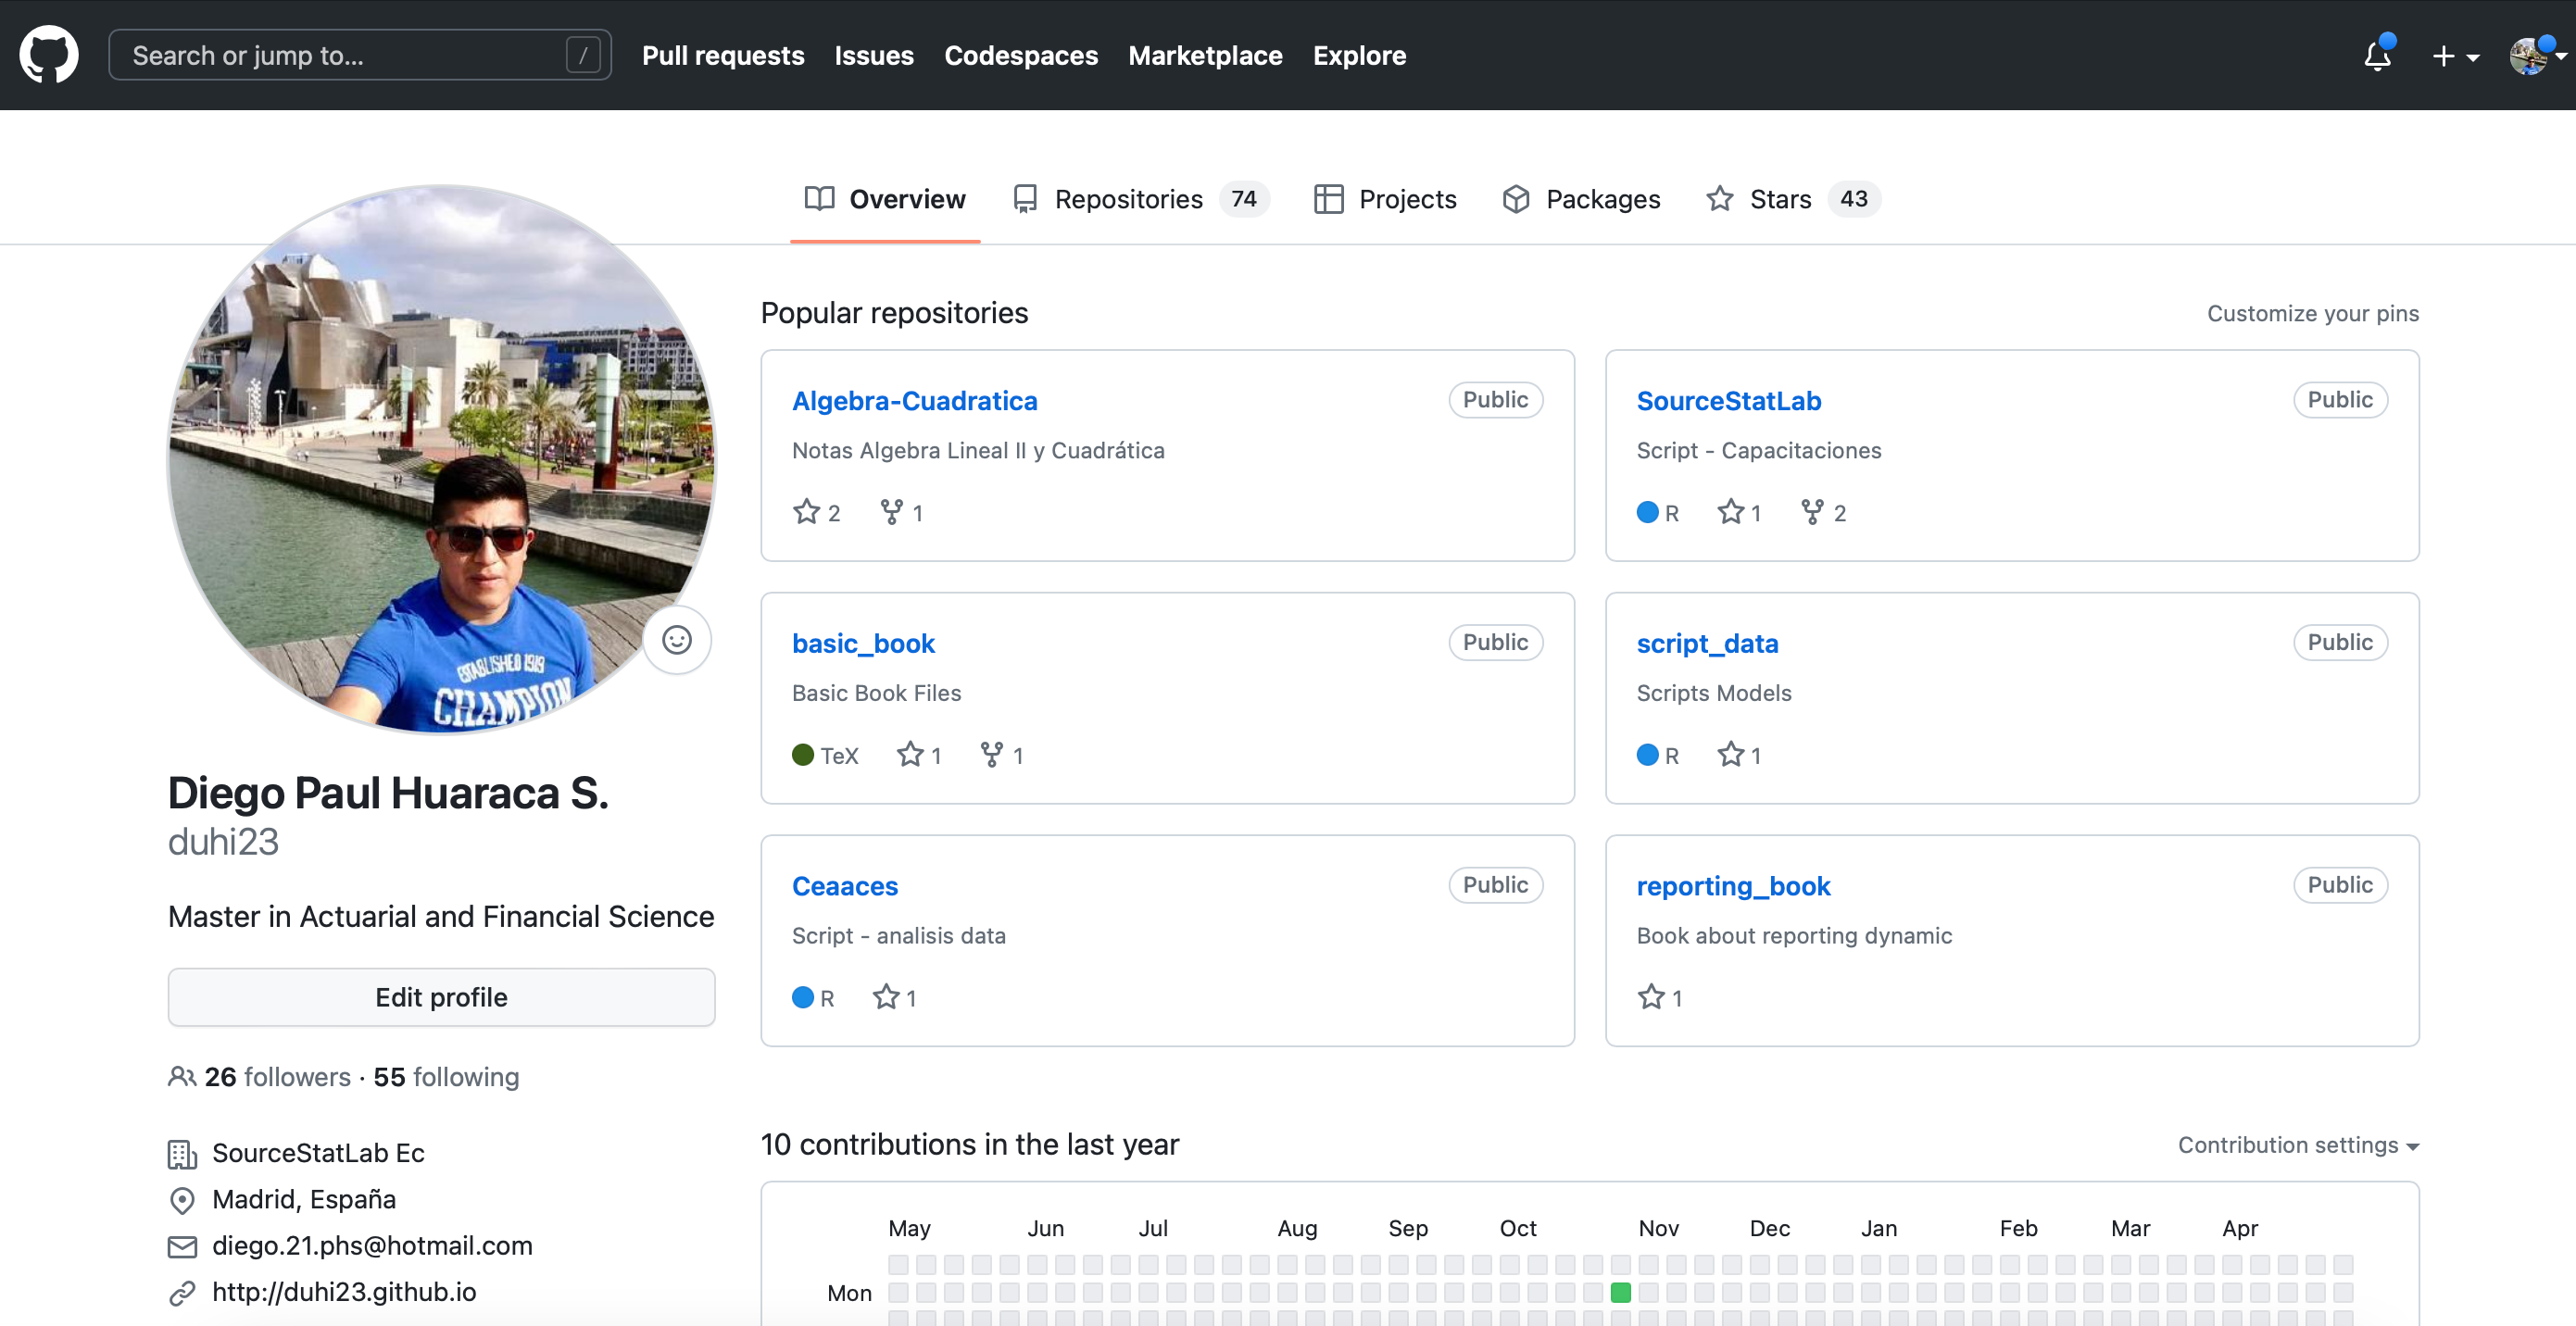 Search or jump to... /
Pull requests Issues Codespaces Marketplace Explore
Overview Repositories 74 Projects Packages Stars 43
ESTABLISHED 1919
CHAMPION
Diego Paul Huaraca S.
duhi23
Master in Actuarial and Financial Science
Edit profile
26 followers · 55 following
SourceStatLab Ec
Madrid, España
diego.21.phs@hotmail.com
http://duhi23.github.io
Popular repositories
Customize your pins
Algebra-Cuadratica Public
Notas Algebra Lineal II y Cuadrática
2 1
SourceStatLab Public
Script - Capacitaciones
R 1 2
basic_book Public
Basic Book Files
TeX 1 1
script_data Public
Scripts Models
R 1
Ceaaces Public
Script - analisis data
R 1
reporting_book Public
Book about reporting dynamic
1
10 contributions in the last year
Contribution settings
May Jun Jul Aug Sep Oct Nov Dec Jan Feb Mar Apr
Mon